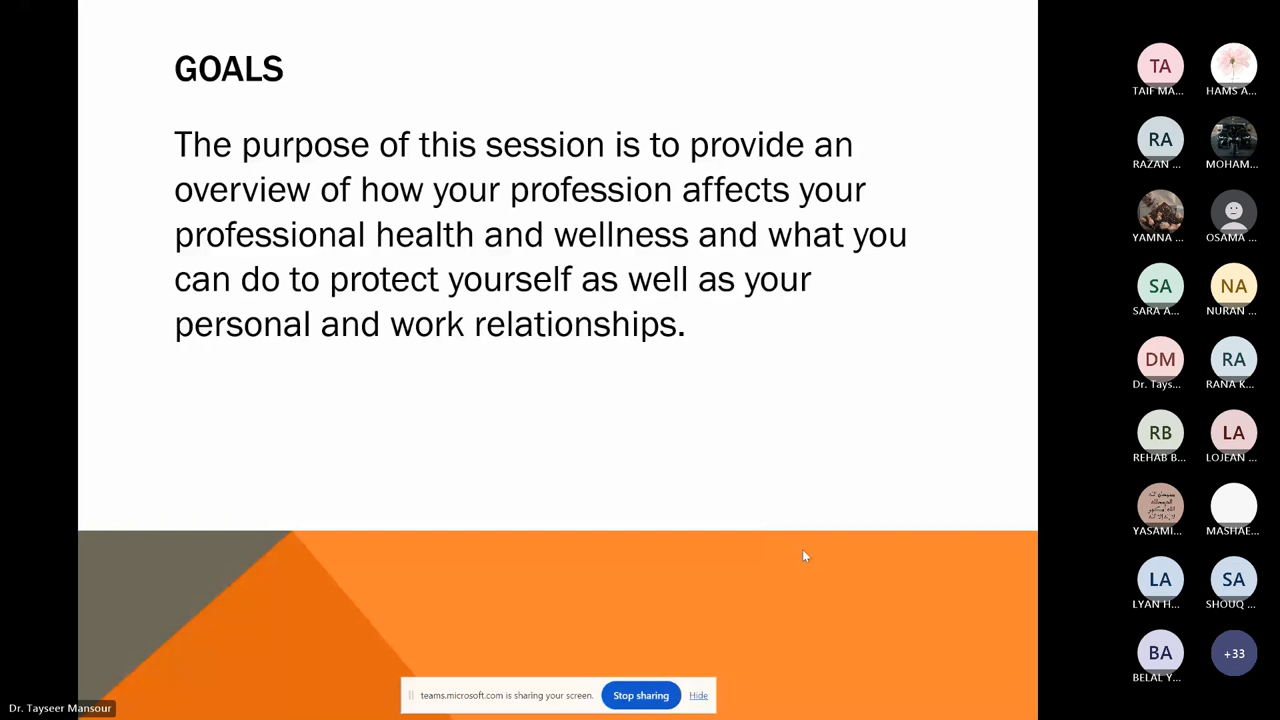 GOALS
The purpose of this session is to provide an
overview of how your profession affects your
professional health and wellness and what you
can do to protect yourself as well as your
personal and work relationships.
TA
TAIF MA...
HAMS A...
RA
RAZAN ...
MOHAM...
YAMNA ...
OSAMA ...
SA
SARA A...
NA
NURAN ...
DM
Dr. Tays...
RA
RANA K...
RB
REHAB B...
LA
LOJEAN ...
YASAMI...
MASHAE...
LA
LYAN H...
SA
SHOUQ ...
BA
BELAL Y...
+33
teams.microsoft.com is sharing your screen.
Stop sharing
Hide
Dr. Tayseer Mansour